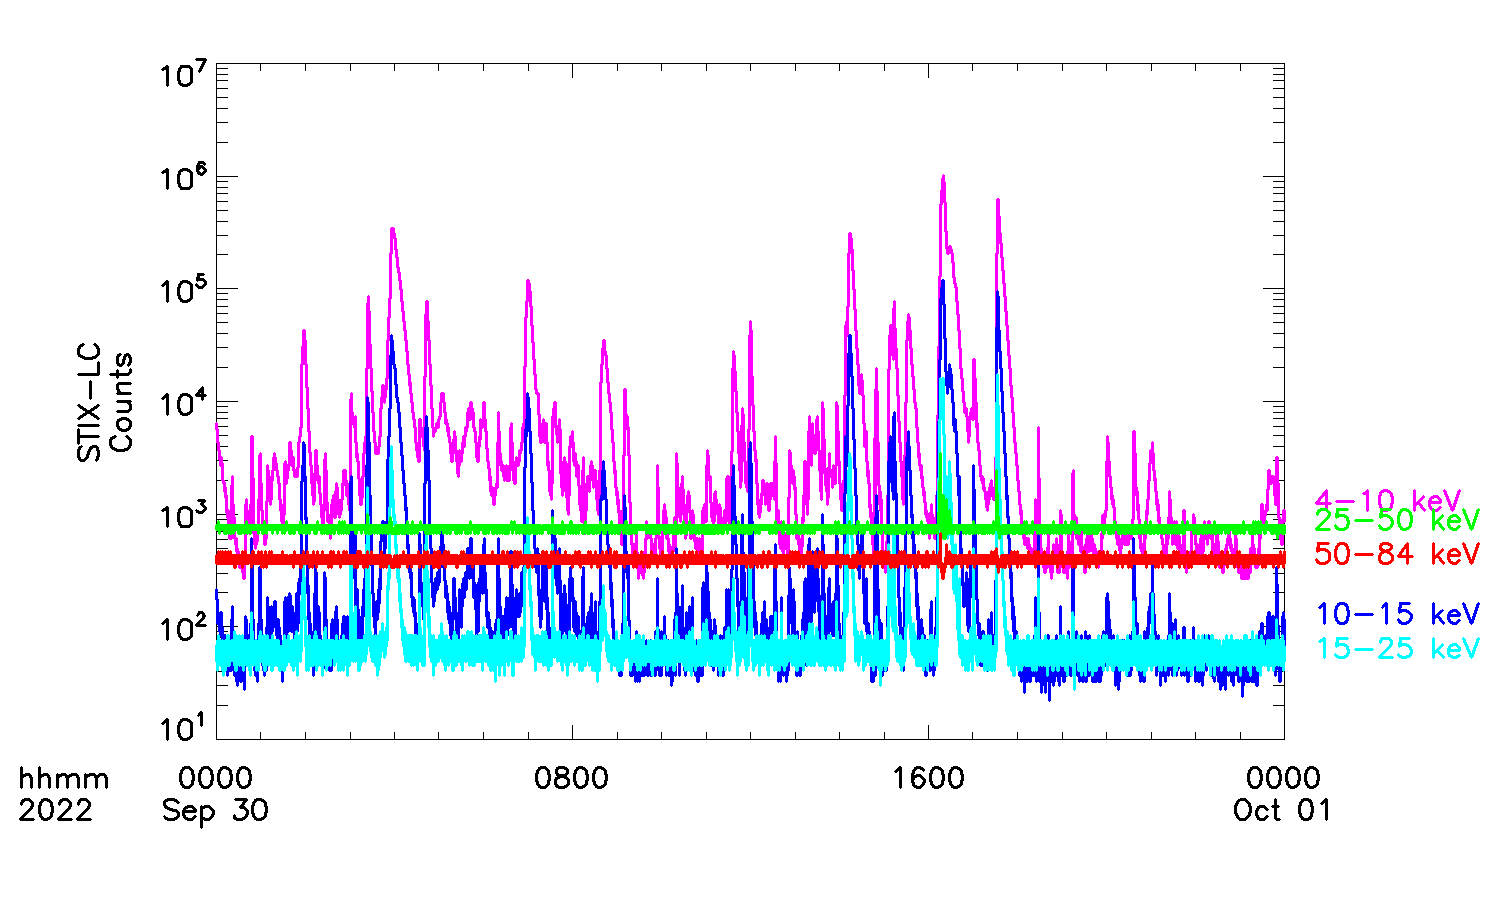 10^7
10^6
10^5
10^4
10^3
10^2
10^1
STIX-LC
Counts
4-10 keV
25-50 keV
50-84 keV
10-15 keV
15-25 keV
hhmm 0000 0800 1600 0000
2022 Sep 30 Oct 01